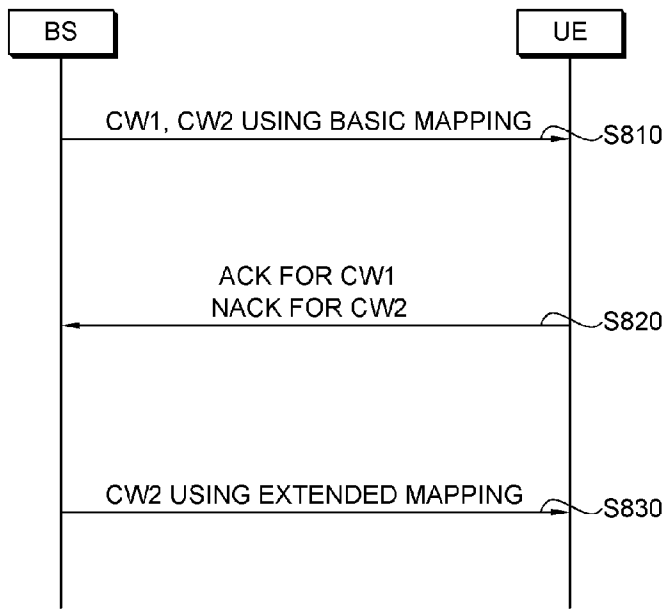 BS
UE
CW1, CW2 USING BASIC MAPPING
S810
ACK FOR CW1
NACK FOR CW2
S820
CW2 USING EXTENDED MAPPING
S830